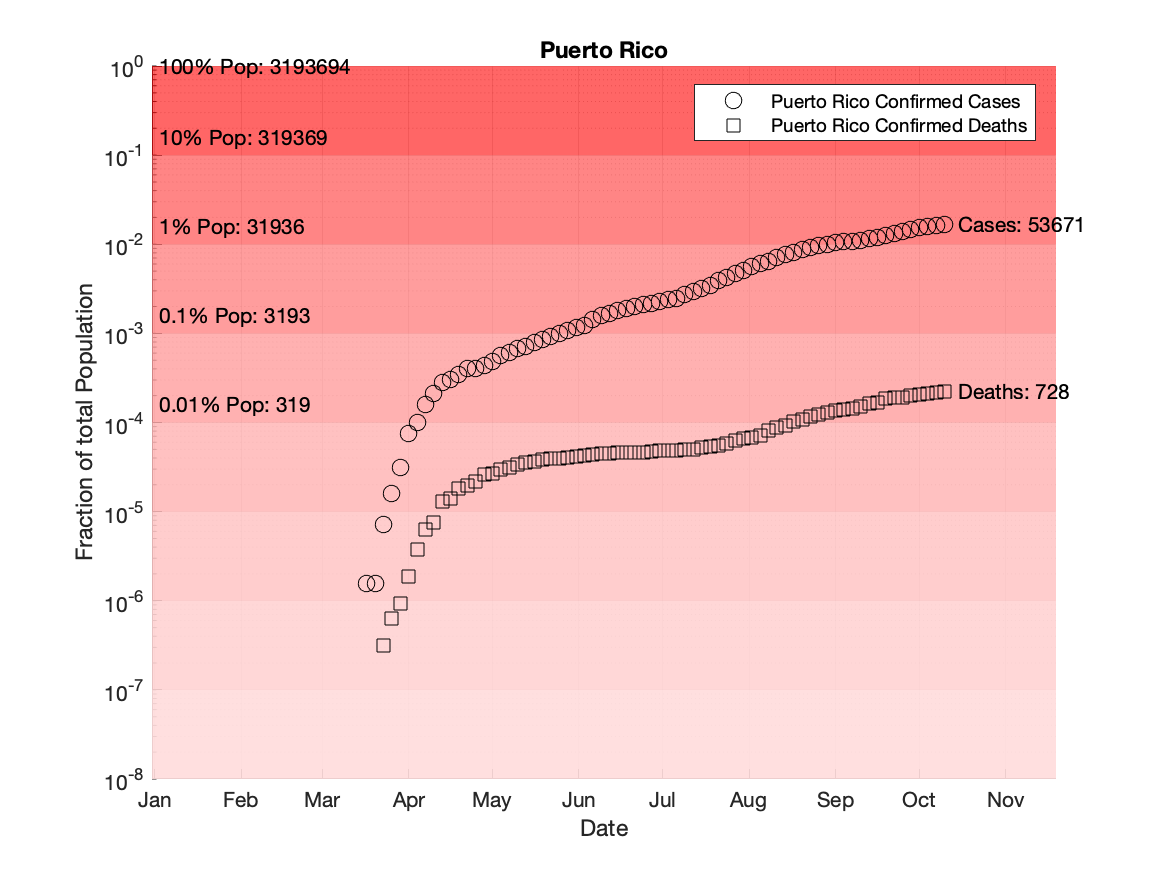 Puerto Rico
10^0
100% Pop: 3193694
Puerto Rico Confirmed Cases
Puerto Rico Confirmed Deaths
10% Pop: 319369
10^-1
1% Pop: 31936
Cases: 53671
10^-2
0.1% Pop: 3193
10^-3
0.01% Pop: 319
Deaths: 728
10^-4
10^-5
10^-6
10^-7
10^-8
Fraction of total Population
Jan Feb Mar Apr May Jun Jul Aug Sep Oct Nov
Date